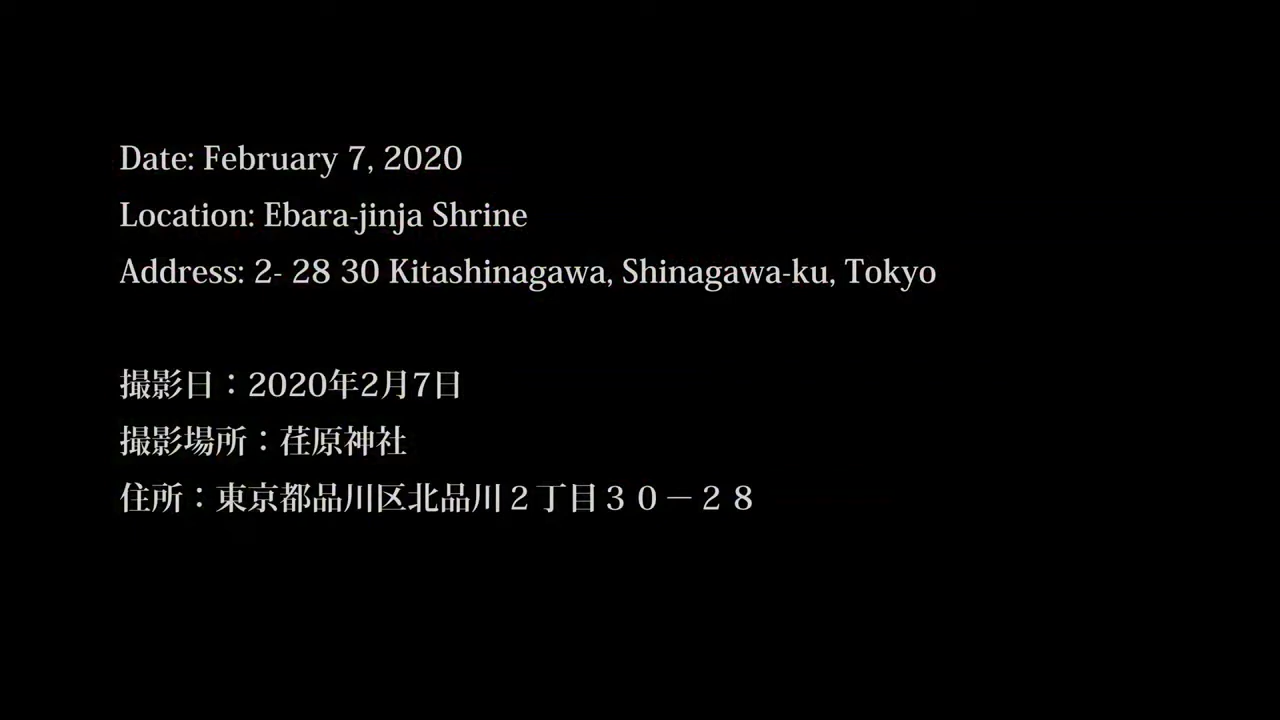 Date: February 7, 2020
Location: Ebara-jinja Shrine
Address: 2- 28 30 Kitashinagawa, Shinagawa-ku, Tokyo
撮影日：2020年2月7日
撮影場所：荏原神社
住所：東京都品川区北品川２丁目３０－２８